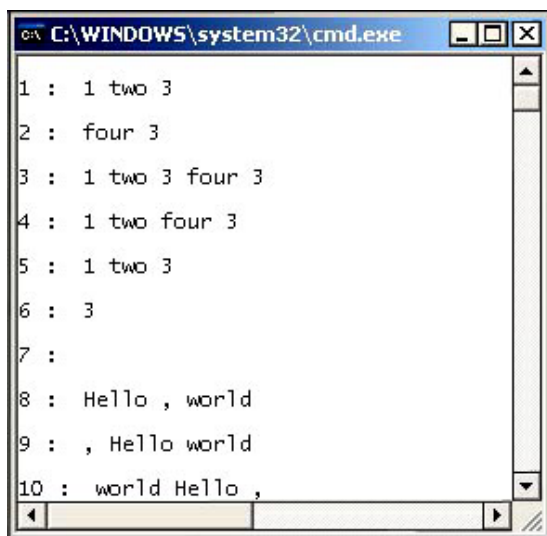 C:\WINDOWS\system32\cmd.exe
1 : 1 two 3
2 : four 3
3 : 1 two 3 four 3
4 : 1 two four 3
5 : 1 two 3
6 : 3
7 :
8 : Hello , world
9 : , Hello world
10 : world Hello ,